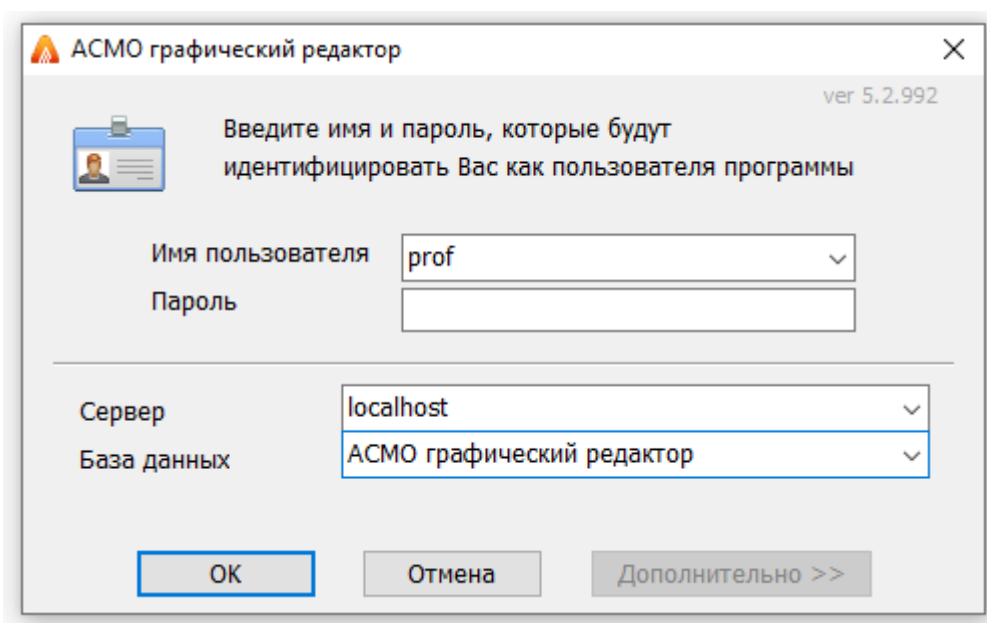 АСМО графический редактор
ver 5.2.992
Введите имя и пароль, которые будут
идентифицировать Вас как пользователя программы
Имя пользователя prof
Пароль
Сервер localhost
База данных АСМО графический редактор
OK Отмена Дополнительно >>